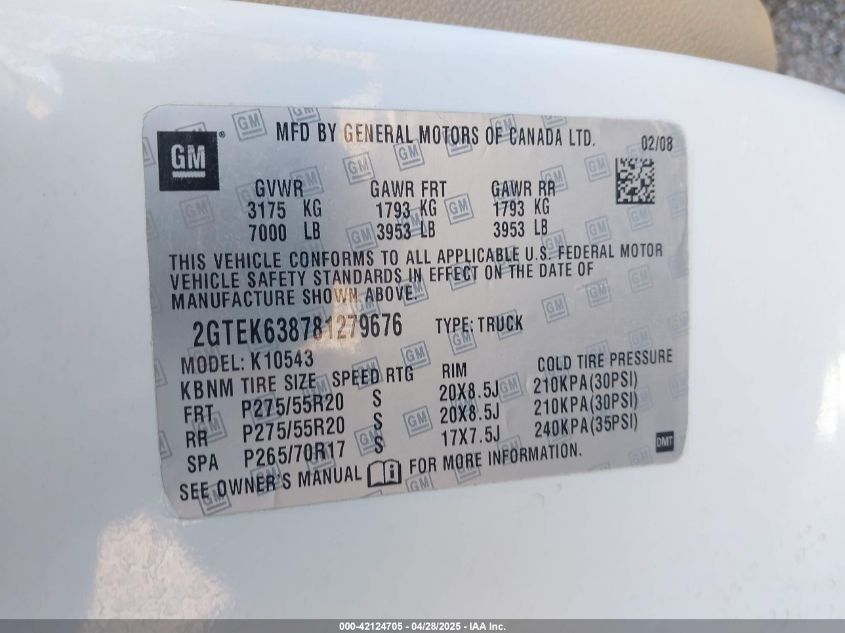 GM
MFD BY GENERAL MOTORS OF CANADA LTD. 02/08
GVWR GAWR FRT GAWR RR
3175 KG 1793 KG 1793 KG
7000 LB 3953 LB 3953 LB
THIS VEHICLE CONFORMS TO ALL APPLICABLE U.S. FEDERAL MOTOR
VEHICLE SAFETY STANDARDS IN EFFECT ON THE DATE OF
MANUFACTURE SHOWN ABOVE.
2GTEK638781279676 TYPE: TRUCK
MODEL: K10543
KBNM TIRE SIZE SPEED RTG RIM COLD TIRE PRESSURE
FRT P275/55R20 S 20X8.5J 210KPA(30PSI)
RR P275/55R20 S 20X8.5J 210KPA(30PSI)
SPA P265/70R17 S 17X7.5J 240KPA(35PSI)
SEE OWNER'S MANUAL i FOR MORE INFORMATION.
DMT
000-42124705 - 04/28/2025 - IAA Inc.